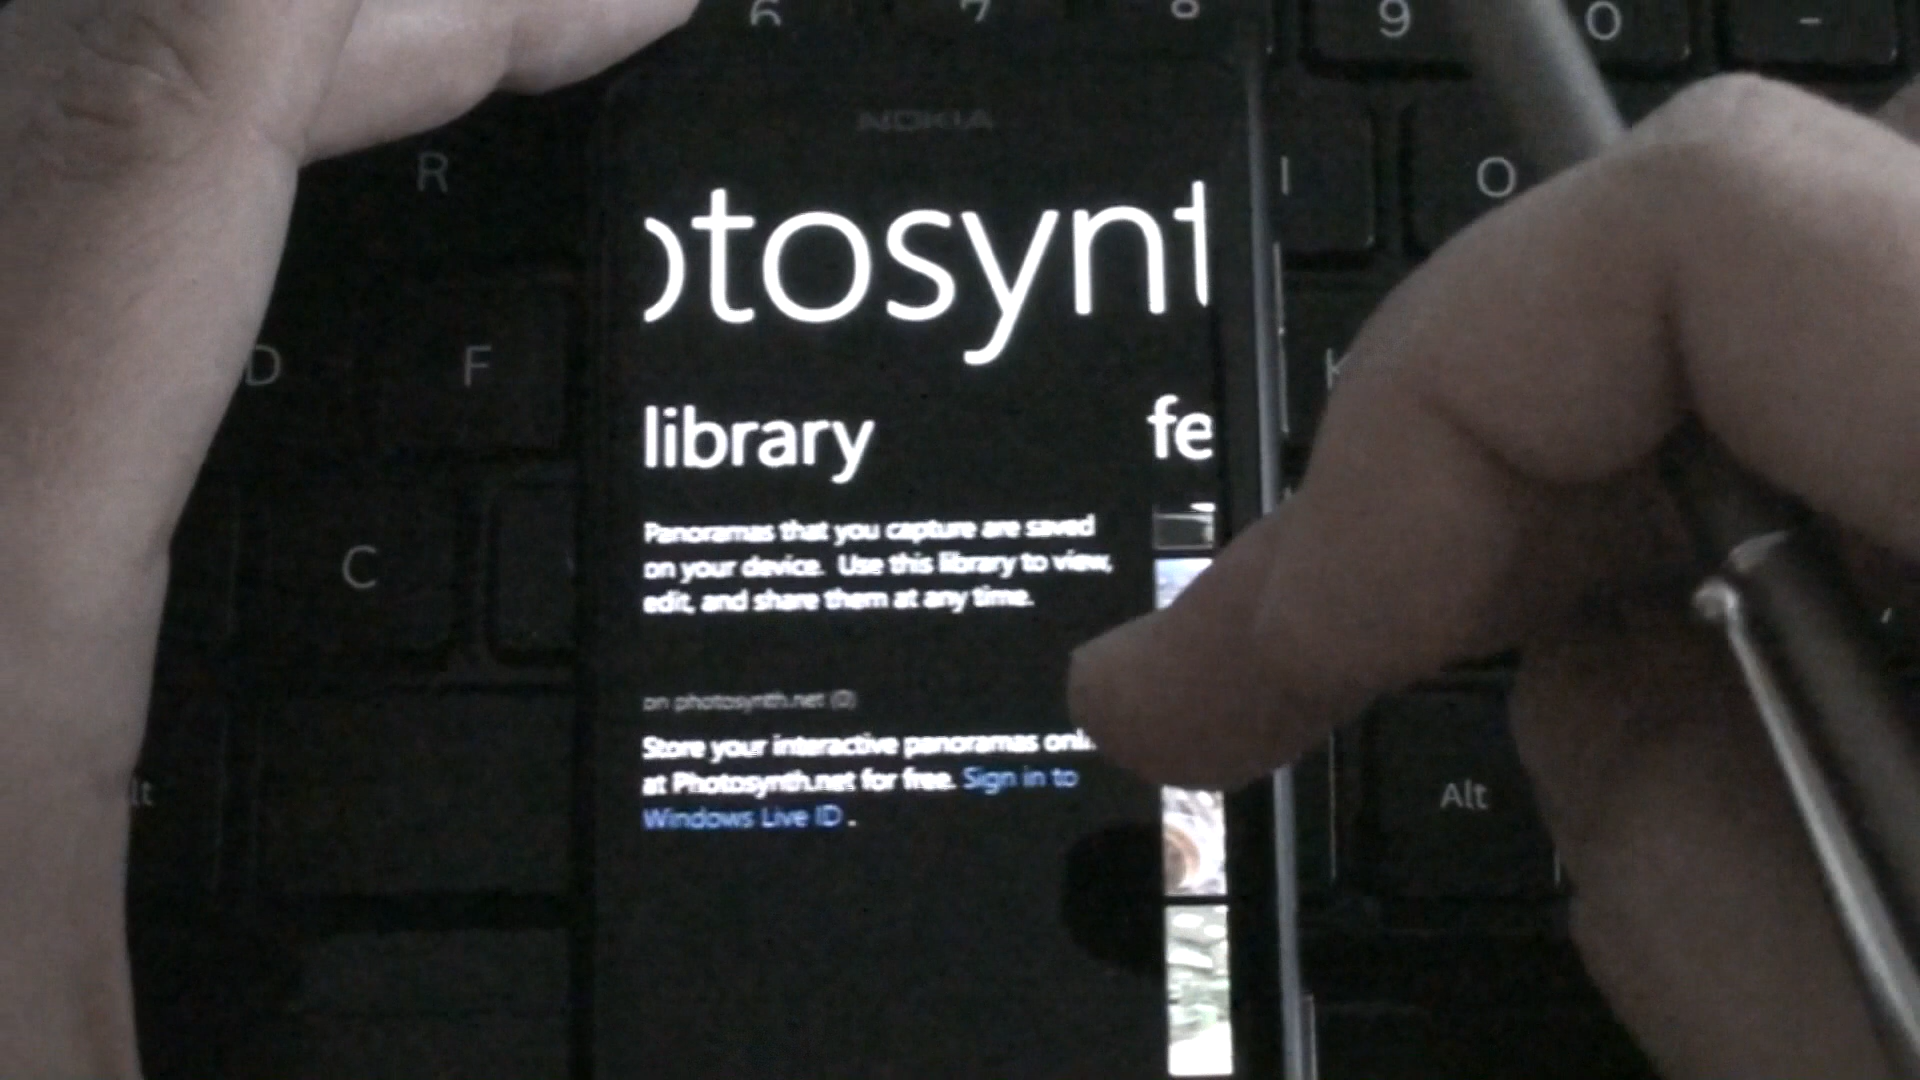 6 7 8 9 0 -
NOKIA
R I O
otosynt
D F K
library fe
Panoramas that you capture are saved
on your device. Use this library to view,
edit, and share them at any time.
C
on photosynth.net (0)
Store your interactive panoramas onli
at Photosynth.net for free. Sign in to
Windows Live ID .
lt Alt